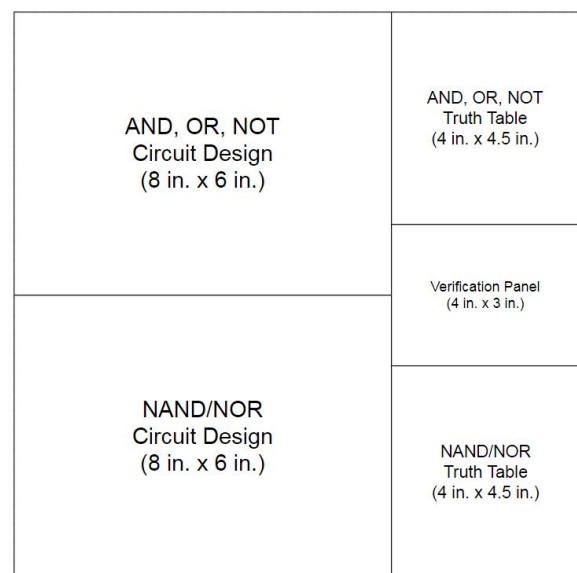 AND, OR, NOT
Circuit Design
(8 in. x 6 in.)
AND, OR, NOT
Truth Table
(4 in. x 4.5 in.)
Verification Panel
(4 in. x 3 in.)
NAND/NOR
Circuit Design
(8 in. x 6 in.)
NAND/NOR
Truth Table
(4 in. x 4.5 in.)